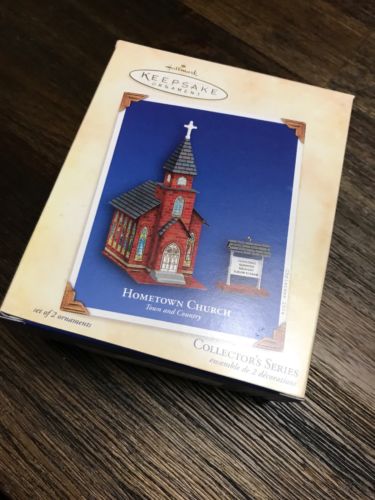 Hallmark
KEEPSAKE
ORNAMENT
HOMETOWN CHURCH
Town and Country
set of 2 ornaments
COLLECTOR'S SERIES
ensemble de 2 décorations